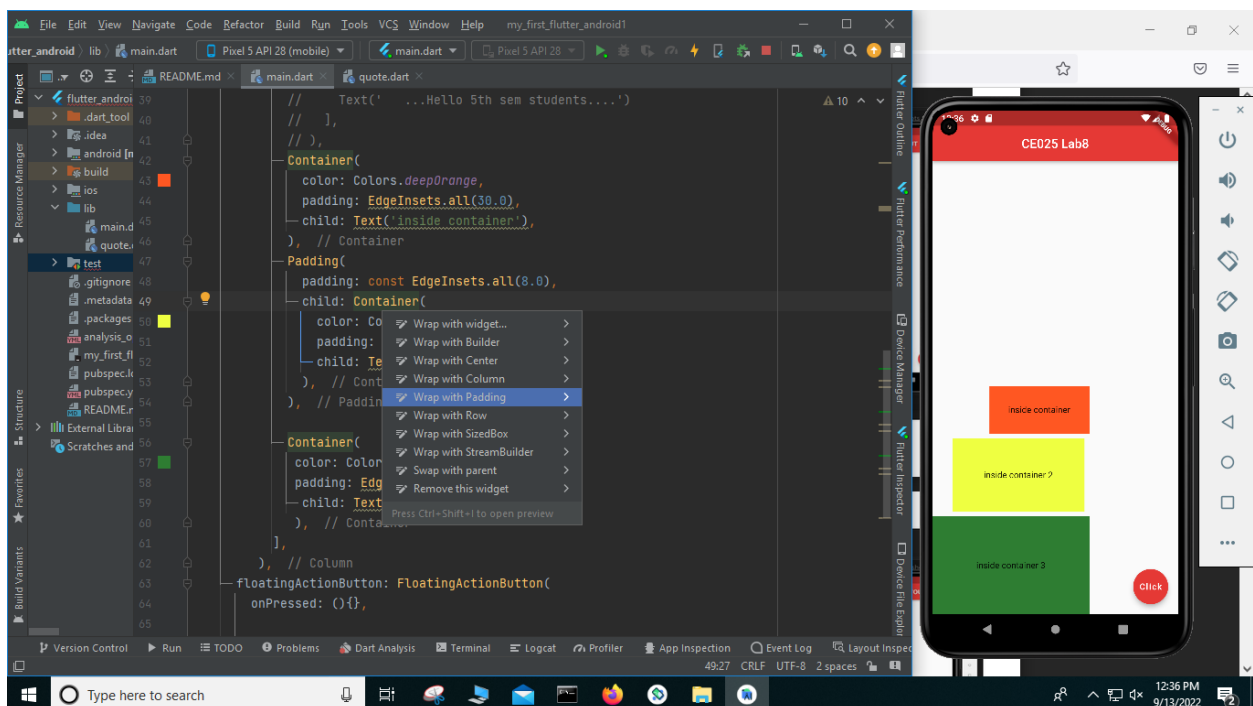 File Edit View Navigate Code Refactor Build Run Tools VCS Window Help my_first_flutter_android1
utter_android lib main.dart Pixel 5 API 28 (mobile) main.dart Pixel 5 API 28
Project
README.md main.dart quote.dart
flutter_androi
.dart_tool
.idea
android [m
build
ios
lib
main.d
quote.
test
.gitignore
.metadata
.packages
analysis_o
my_first_fl
pubspec.lo
pubspec.y
README.r
External Librar
Scratches and
Resource Manager
Structure
Favorites
Build Variants
39 // Text(' ...Hello 5th sem students....')
10
40 // ],
41 // ),
42 Container(
43 color: Colors.deepOrange,
44 padding: EdgeInsets.all(30.0),
45 child: Text('inside container'),
46 ), // Container
47 Padding(
48 padding: const EdgeInsets.all(8.0),
49 child: Container(
50 color: Co
51 padding:
52 child: Te
53 ), // Cont
54 ), // Paddin
55
56 Container(
57 color: Color
58 padding: Edg
59 child: Text
60 ), // Contai
61 ],
62 ), // Column
63 floatingActionButton: FloatingActionButton(
64 onPressed: (){},
65
Wrap with widget...
Wrap with Builder
Wrap with Center
Wrap with Column
Wrap with Padding
Wrap with Row
Wrap with SizedBox
Wrap with StreamBuilder
Swap with parent
Remove this widget
Press Ctrl+Shift+I to open preview
Flutter Outline
Flutter Performance
Device Manager
Flutter Inspector
Device File Explor
Version Control Run TODO Problems Dart Analysis Terminal Logcat Profiler App Inspection Event Log Layout Inspec
49:27 CRLF UTF-8 2 spaces
CE025 Lab8
inside container
inside container 2
inside container 3
Click
Type here to search
12:36 PM
9/13/2022
2